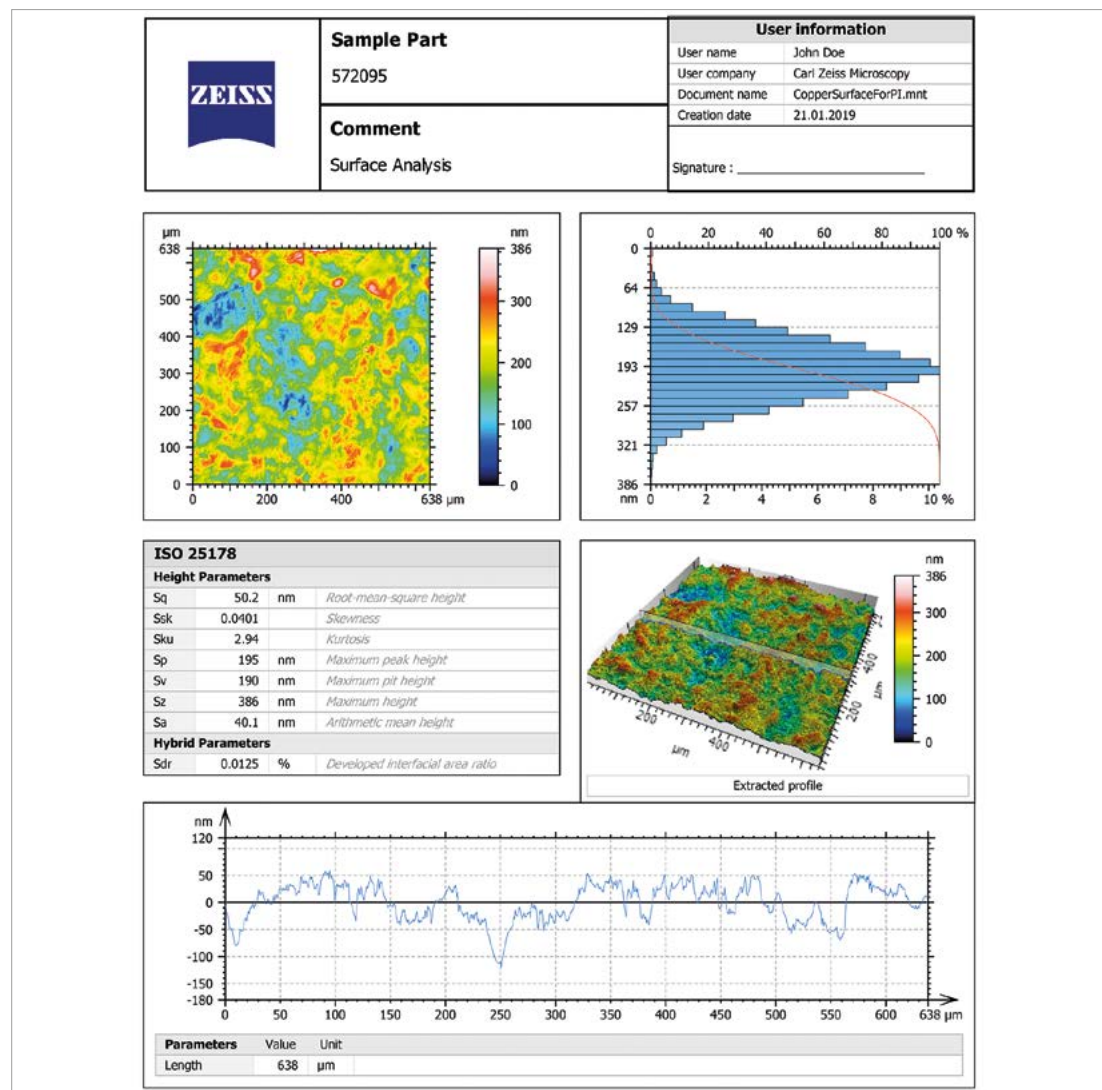 ZEISS
Sample Part
572095
Comment
Surface Analysis
User information
User name John Doe
User company Carl Zeiss Microscopy
Document name CopperSurfaceForPI.mnt
Creation date 21.01.2019
Signature : ________________________
µm
638
500
400
300
200
100
0
0 200 400 638 µm
nm
386
300
200
100
0
0 20 40 60 80 100 %
0
64
129
193
257
321
386
nm 0 2 4 6 8 10 %
ISO 25178
Height Parameters
Sq 50.2 nm Root-mean-square height
Ssk 0.0401 Skewness
Sku 2.94 Kurtosis
Sp 195 nm Maximum peak height
Sv 190 nm Maximum pit height
Sz 386 nm Maximum height
Sa 40.1 nm Arithmetic mean height
Hybrid Parameters
Sdr 0.0125 % Developed interfacial area ratio
nm
386
300
200
100
0
200
400
µm
200
400
µm
Extracted profile
nm
120
50
0
-50
-100
-150
-180
0 50 100 150 200 250 300 350 400 450 500 550 600 638 µm
Parameters Value Unit
Length 638 µm